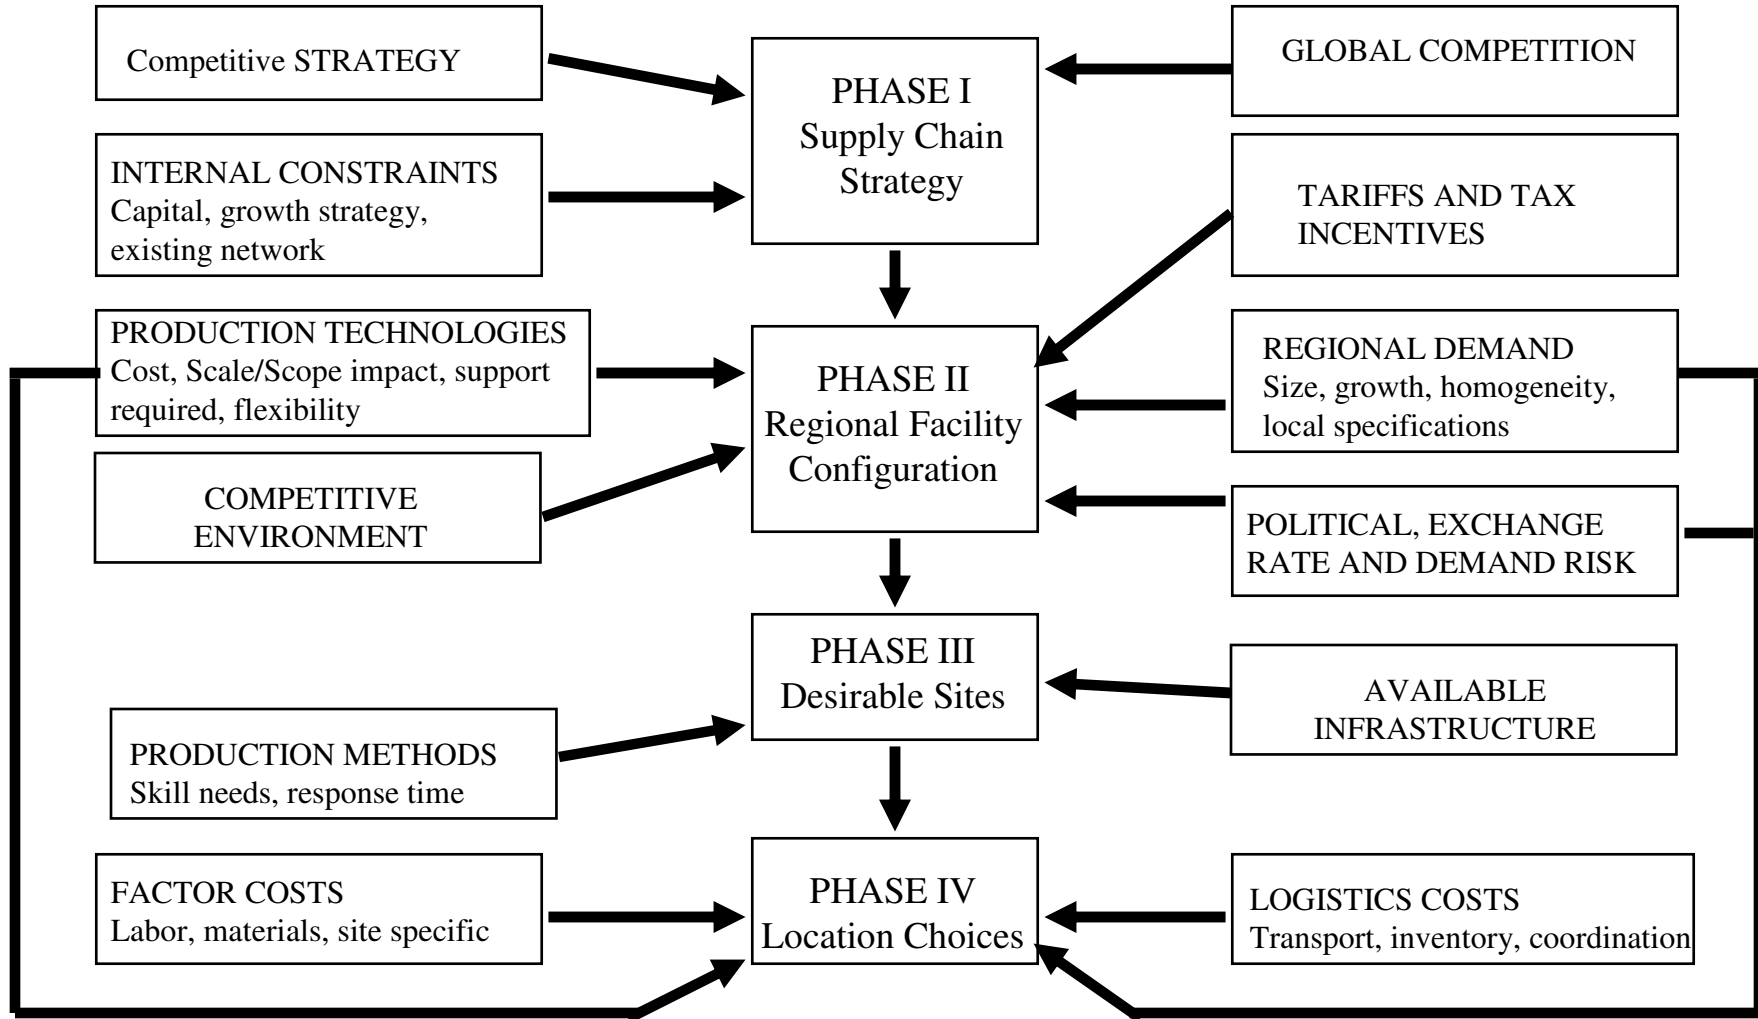 Competitive STRATEGY
PHASE I
Supply Chain
Strategy
GLOBAL COMPETITION
INTERNAL CONSTRAINTS
Capital, growth strategy,
existing network
TARIFFS AND TAX
INCENTIVES
PRODUCTION TECHNOLOGIES
Cost, Scale/Scope impact, support
required, flexibility
PHASE II
Regional Facility
Configuration
REGIONAL DEMAND
Size, growth, homogeneity,
local specifications
COMPETITIVE
ENVIRONMENT
POLITICAL, EXCHANGE
RATE AND DEMAND RISK
PHASE III
Desirable Sites
AVAILABLE
INFRASTRUCTURE
PRODUCTION METHODS
Skill needs, response time
FACTOR COSTS
Labor, materials, site specific
PHASE IV
Location Choices
LOGISTICS COSTS
Transport, inventory, coordination